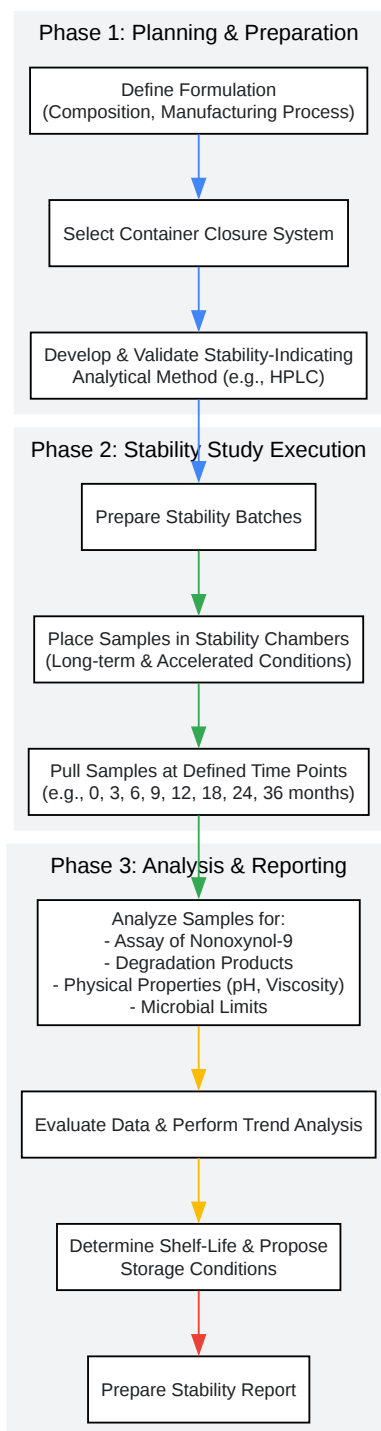 Phase 1: Planning & Preparation
Define Formulation
(Composition, Manufacturing Process)
Select Container Closure System
Develop & Validate Stability-Indicating
Analytical Method (e.g., HPLC)
Phase 2: Stability Study Execution
Prepare Stability Batches
Place Samples in Stability Chambers
(Long-term & Accelerated Conditions)
Pull Samples at Defined Time Points
(e.g., 0, 3, 6, 9, 12, 18, 24, 36 months)
Phase 3: Analysis & Reporting
Analyze Samples for:
- Assay of Nonoxynol-9
- Degradation Products
- Physical Properties (pH, Viscosity)
- Microbial Limits
Evaluate Data & Perform Trend Analysis
Determine Shelf-Life & Propose
Storage Conditions
Prepare Stability Report